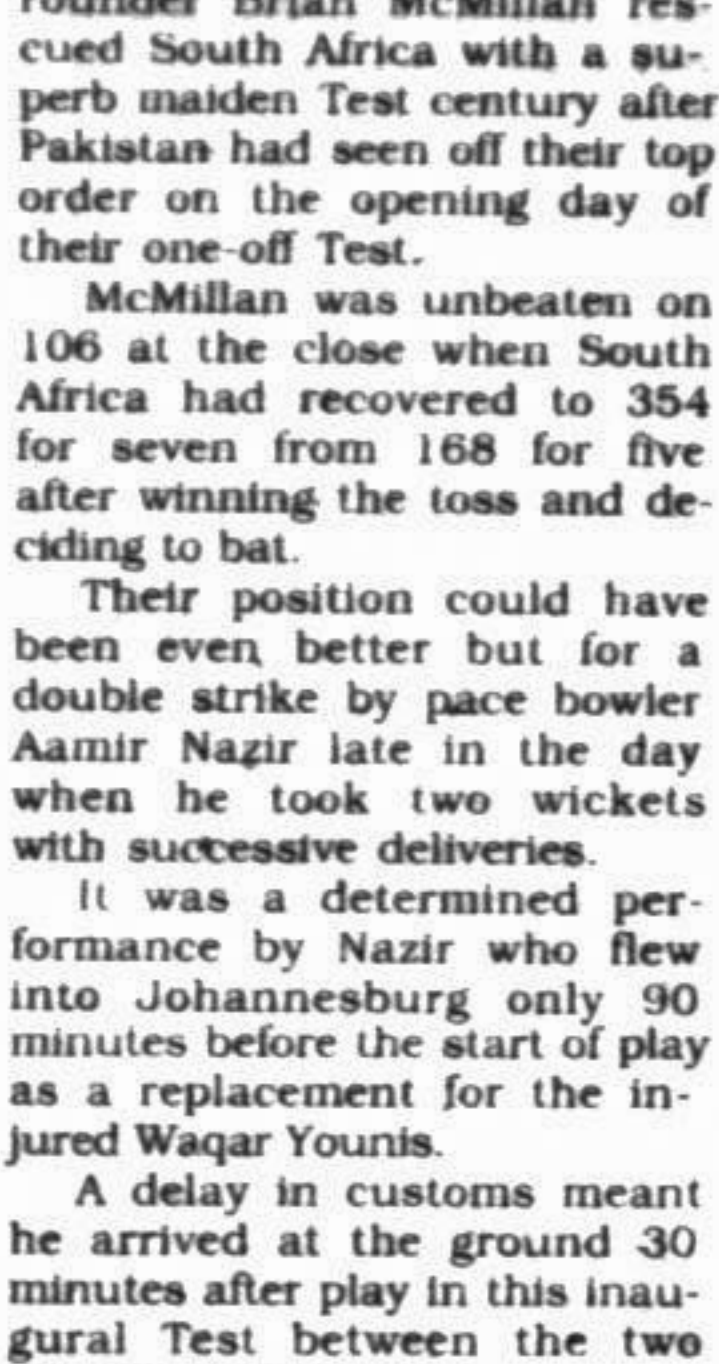 rounder Brian McMillan res-
cued South Africa with a su-
perb maiden Test century after
Pakistan had seen off their top
order on the opening day of
their one-off Test.
McMillan was unbeaten on
106 at the close when South
Africa had recovered to 354
for seven from 168 for five
after winning the toss and de-
ciding to bat.
Their position could have
been even better but for a
double strike by pace bowler
Aamir Nazir late in the day
when he took two wickets
with successive deliveries.
It was a determined per-
formance by Nazir who flew
into Johannesburg only 90
minutes before the start of play
as a replacement for the in-
jured Waqar Younis.
A delay in customs meant
he arrived at the ground 30
minutes after play in this inau-
gural Test between the two